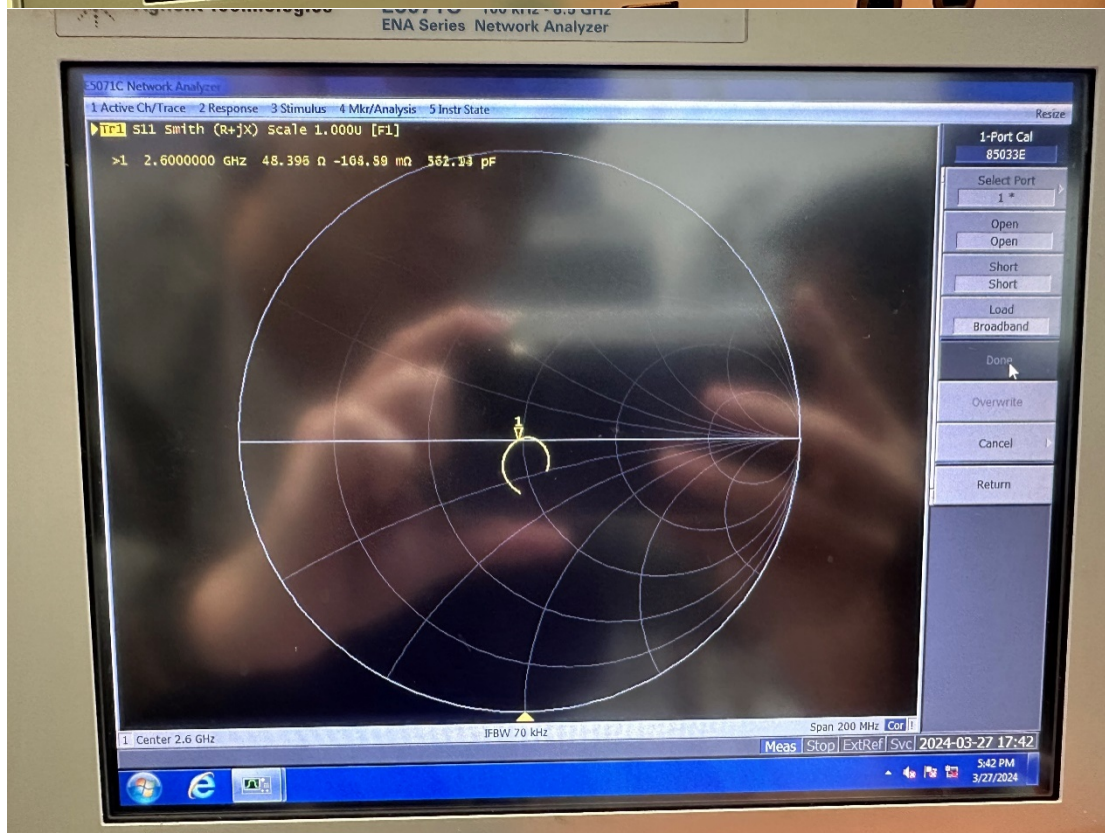 ENA Series Network Analyzer
E5071C Network Analyzer
1 Active Ch/Trace 2 Response 3 Stimulus 4 Mkr/Analysis 5 Instr State
Resize
Tr1 S11 Smith (R+jX) Scale 1.000U [F1]
>1 2.6000000 GHz 48.396 Ω mΩ pF
1
1-Port Cal
85033E
Select Port
1 *
Open
Open
Short
Short
Load
Broadband
Done
Overwrite
Cancel
Return
1 Center 2.6 GHz
IFBW 70 kHz
Span 200 MHz Cor !
Meas Stop ExtRef Svc 2024-03-27 17:42
5:42 PM
3/27/2024